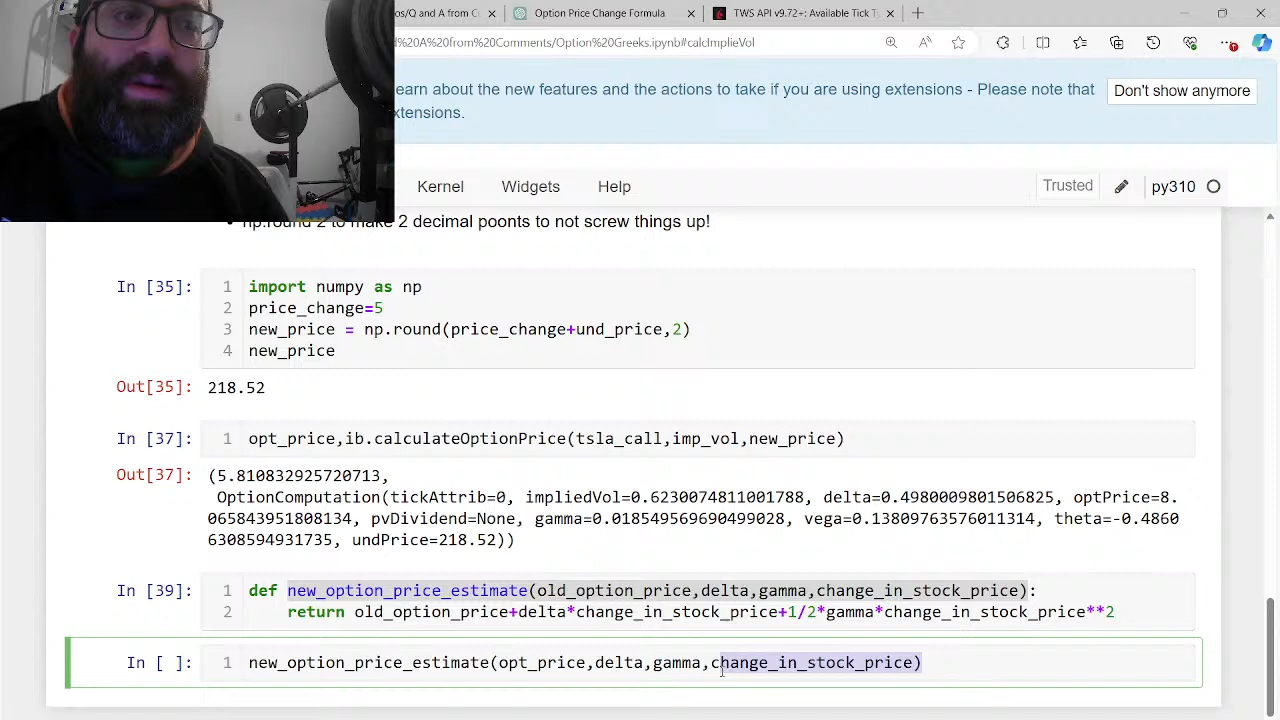 os/Q and A from C
Option Price Change Formula
TWS API v9.72+: Available Tick T
d%20A%20from%20Comments/Option%20Greeks.ipynb#calcImplieVol
earn about the new features and the actions to take if you are using extensions - Please note that
xtensions.
Don't show anymore
Kernel
Widgets
Help
Trusted
py310
np.round 2 to make 2 decimal poonts to not screw things up!
In [35]:
1 import numpy as np
2 price_change=5
3 new_price = np.round(price_change+und_price,2)
4 new_price
Out[35]: 218.52
In [37]: 1 opt_price,ib.calculateOptionPrice(tsla_call,imp_vol,new_price)
Out[37]: (5.810832925720713,
OptionComputation(tickAttrib=0, impliedVol=0.6230074811001788, delta=0.4980009801506825, optPrice=8.
065843951808134, pvDividend=None, gamma=0.018549569690499028, vega=0.13809763576011314, theta=-0.4860
6308594931735, undPrice=218.52))
In [39]: 1 def new_option_price_estimate(old_option_price,delta,gamma,change_in_stock_price):
2 return old_option_price+delta*change_in_stock_price+1/2*gamma*change_in_stock_price**2
In [ ]: 1 new_option_price_estimate(opt_price,delta,gamma,change_in_stock_price)